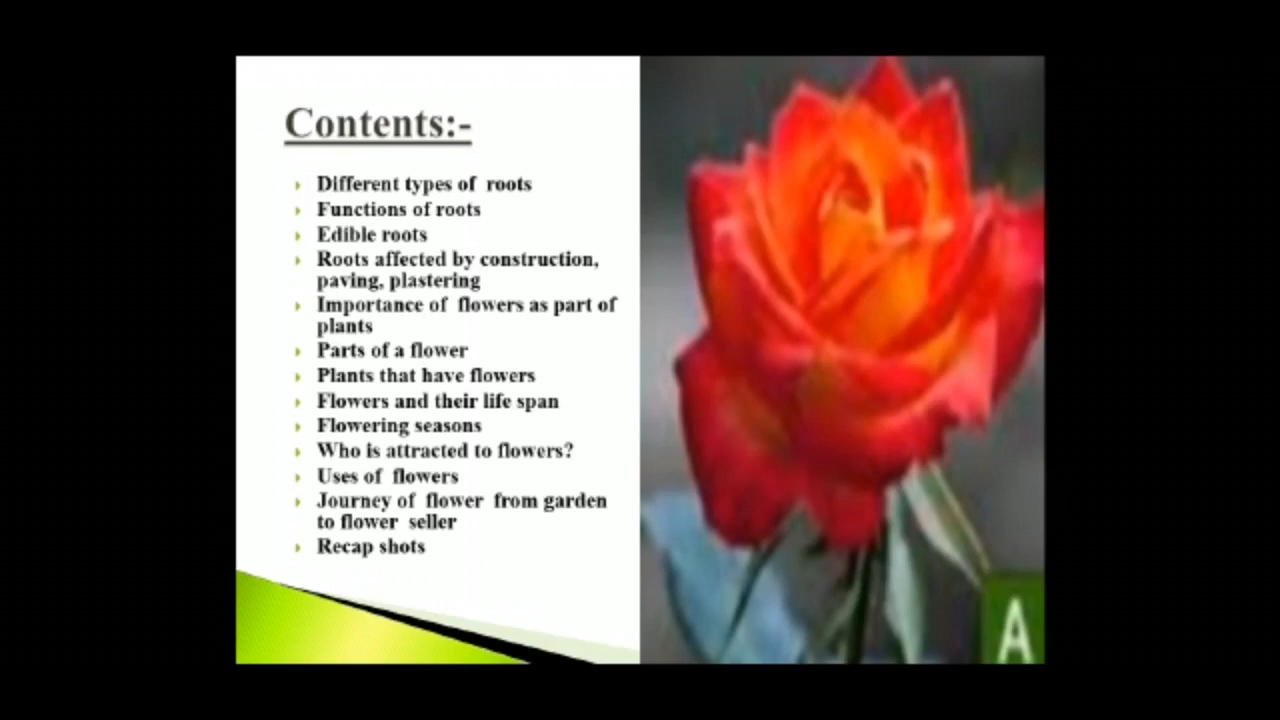 Contents:-
Different types of roots
Functions of roots
Edible roots
Roots affected by construction,
paving, plastering
Importance of flowers as part of
plants
Parts of a flower
Plants that have flowers
Flowers and their life span
Flowering seasons
Who is attracted to flowers?
Uses of flowers
Journey of flower from garden
to flower seller
Recap shots
A